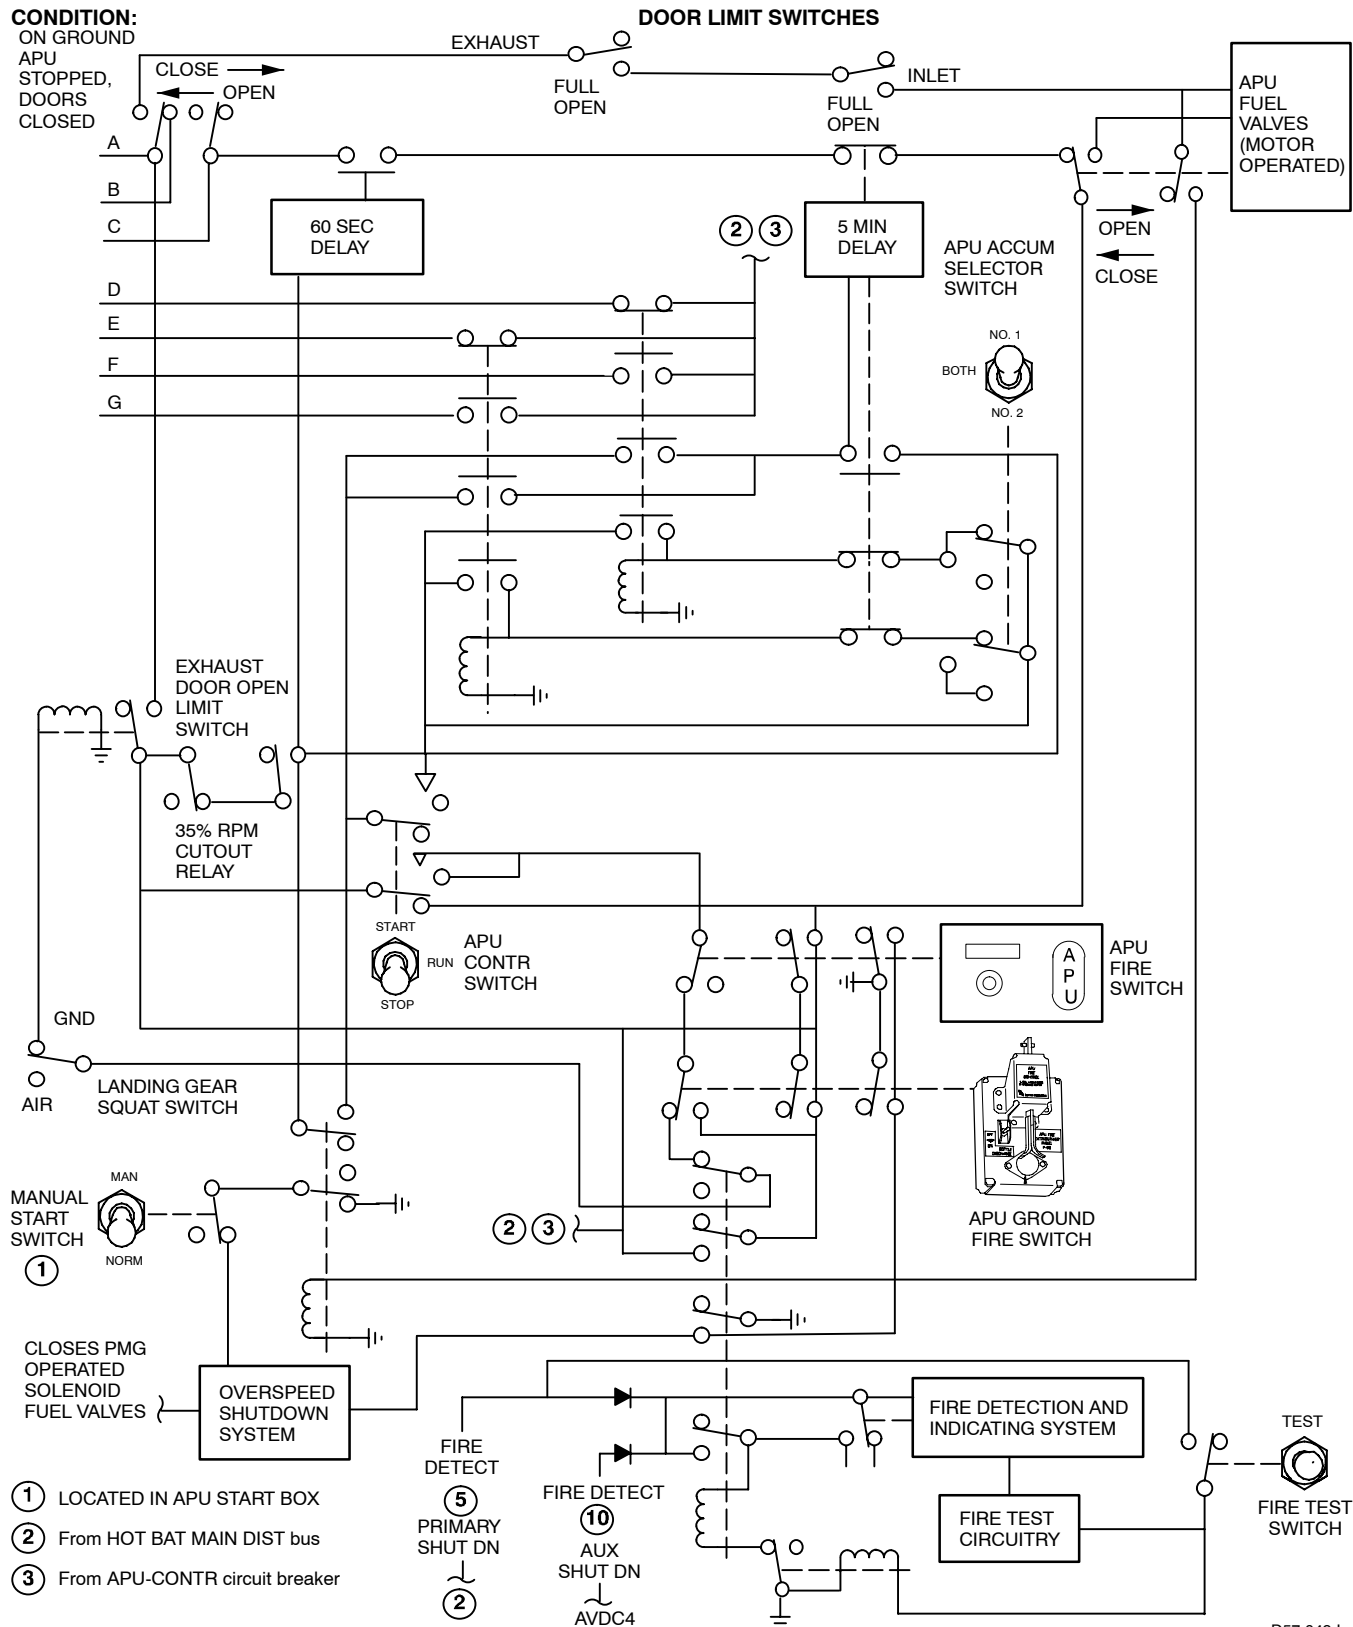 CONDITION:
ON GROUND
APU
STOPPED,
DOORS
CLOSED
DOOR LIMIT SWITCHES
EXHAUST
CLOSE
OPEN
FULL
OPEN
INLET
FULL
OPEN
APU
FUEL
VALVES
(MOTOR
OPERATED)
A
B
C
60 SEC
DELAY
2 3
5 MIN
DELAY
APU ACCUM
SELECTOR
SWITCH
OPEN
CLOSE
D
E
F
G
NO. 1
BOTH
NO. 2
EXHAUST
DOOR OPEN
LIMIT
SWITCH
35% RPM
CUTOUT
RELAY
START
RUN
STOP
APU
CONTR
SWITCH
A
P
U
APU
FIRE
SWITCH
GND
AIR
LANDING GEAR
SQUAT SWITCH
MANUAL
START
SWITCH
1
MAN
NORM
2 3
APU GROUND
FIRE SWITCH
CLOSES PMG
OPERATED
SOLENOID
FUEL VALVES
OVERSPEED
SHUTDOWN
SYSTEM
FIRE DETECTION AND
INDICATING SYSTEM
TEST
FIRE
DETECT
5
PRIMARY
SHUT DN
2
FIRE DETECT
10
AUX
SHUT DN
AVDC4
FIRE TEST
CIRCUITRY
FIRE TEST
SWITCH
1 LOCATED IN APU START BOX
2 From HOT BAT MAIN DIST bus
3 From APU-CONTR circuit breaker